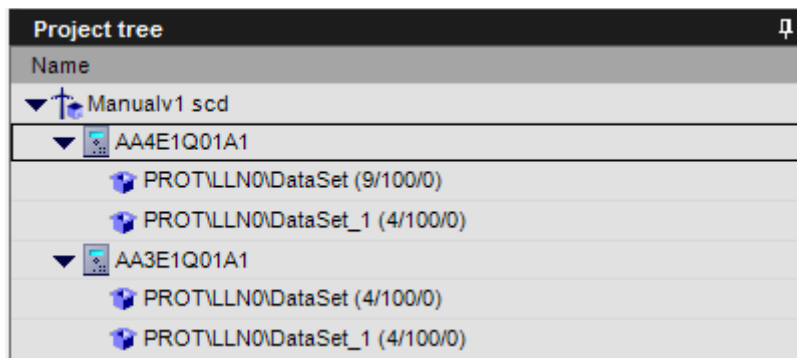 Project tree
Name
Manualv1 scd
AA4E1Q01A1
PROT\LLN0\DataSet (9/100/0)
PROT\LLN0\DataSet_1 (4/100/0)
AA3E1Q01A1
PROT\LLN0\DataSet (4/100/0)
PROT\LLN0\DataSet_1 (4/100/0)